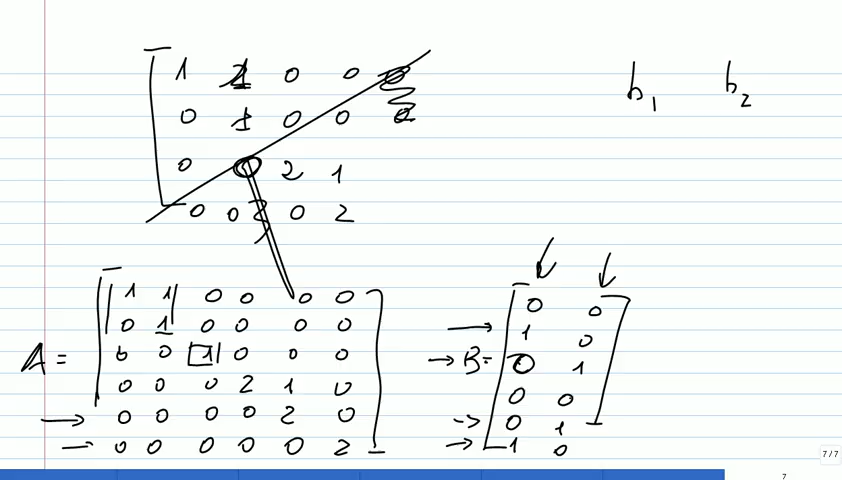 1 0 0
b1 b2
0 1 0 0
0 2 1
0 0 2 0 2
A =
1 1 0 0 0 0
0 1 0 0 0 0
0 0 1 0 0 0
0 0 0 2 1 0
0 0 0 0 2 0
0 0 0 0 0 2
B =
0 0
1 0
0 1
0 0
0 1
1 0
7 / 7
7